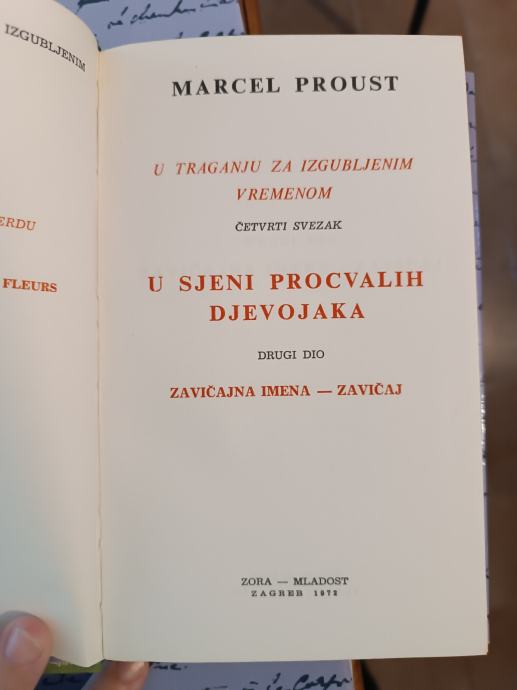 IZGUBLJENIM
ERDU
FLEURS
MARCEL PROUST
U TRAGANJU ZA IZGUBLJENIM
VREMENOM
ČETVRTI SVEZAK
U SJENI PROCVALIH
DJEVOJAKA
DRUGI DIO
ZAVIČAJNA IMENA — ZAVIČAJ
ZORA — MLADOST
ZAGREB 1972